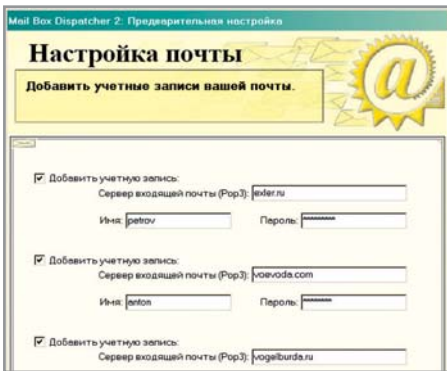 Mail Box Dispatcher 2: Предварительная настройка
Настройка почты
Добавить учетные записи вашей почты.
@
Добавить учетную запись:
Сервер входящей почты (Pop3): exler.ru
Имя: petrov Пароль: ********
Добавить учетную запись:
Сервер входящей почты (Pop3): voevoda.com
Имя: anton Пароль: ********
Добавить учетную запись:
Сервер входящей почты (Pop3): vogelburda.ru